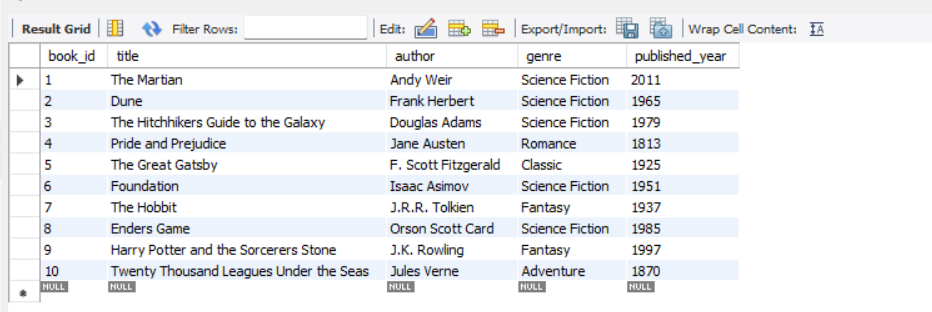 Result Grid Filter Rows: Edit: Export/Import: Wrap Cell Content: IA
book_id title author genre published_year
1 The Martian Andy Weir Science Fiction 2011
2 Dune Frank Herbert Science Fiction 1965
3 The Hitchhikers Guide to the Galaxy Douglas Adams Science Fiction 1979
4 Pride and Prejudice Jane Austen Romance 1813
5 The Great Gatsby F. Scott Fitzgerald Classic 1925
6 Foundation Isaac Asimov Science Fiction 1951
7 The Hobbit J.R.R. Tolkien Fantasy 1937
8 Enders Game Orson Scott Card Science Fiction 1985
9 Harry Potter and the Sorcerers Stone J.K. Rowling Fantasy 1997
10 Twenty Thousand Leagues Under the Seas Jules Verne Adventure 1870
NULL NULL NULL NULL NULL